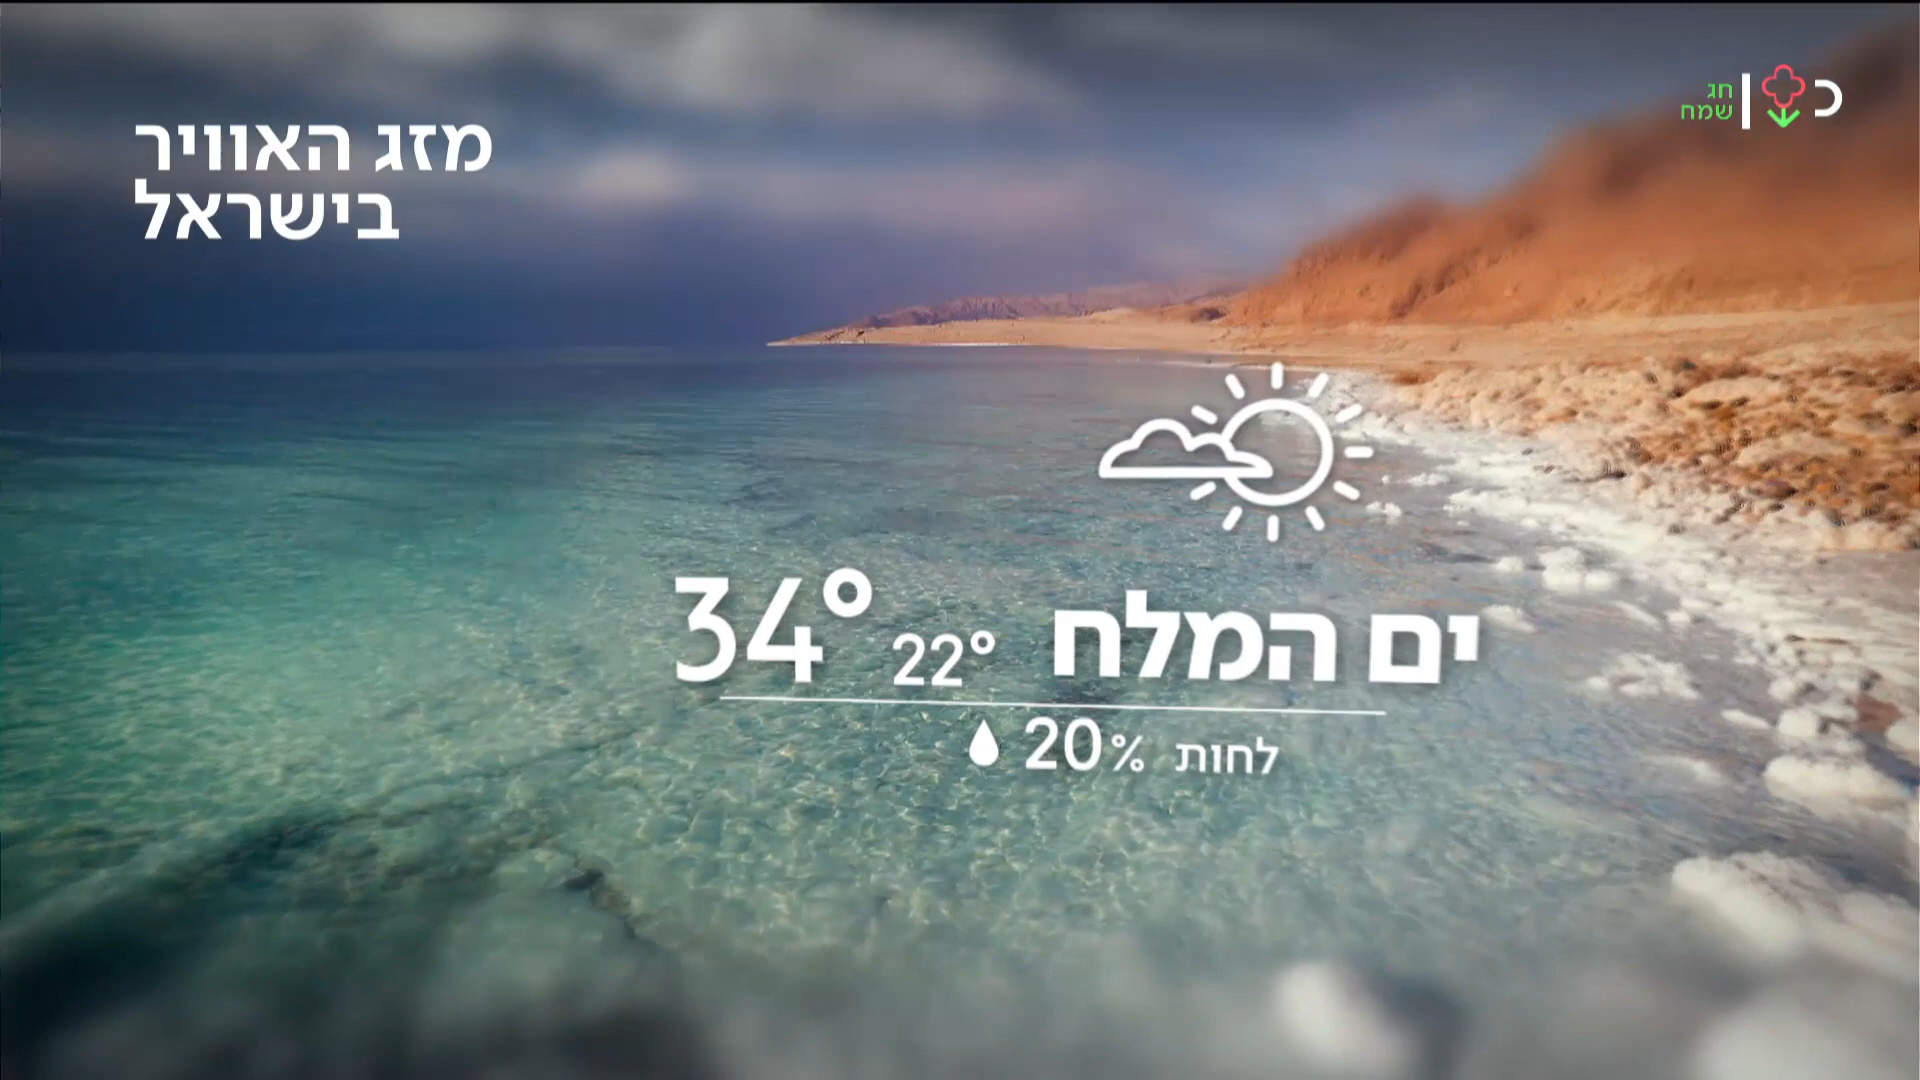 מזג האוויר
בישראל
כ
חג
שמח
ים המלח 22° 34°
לחות 20%